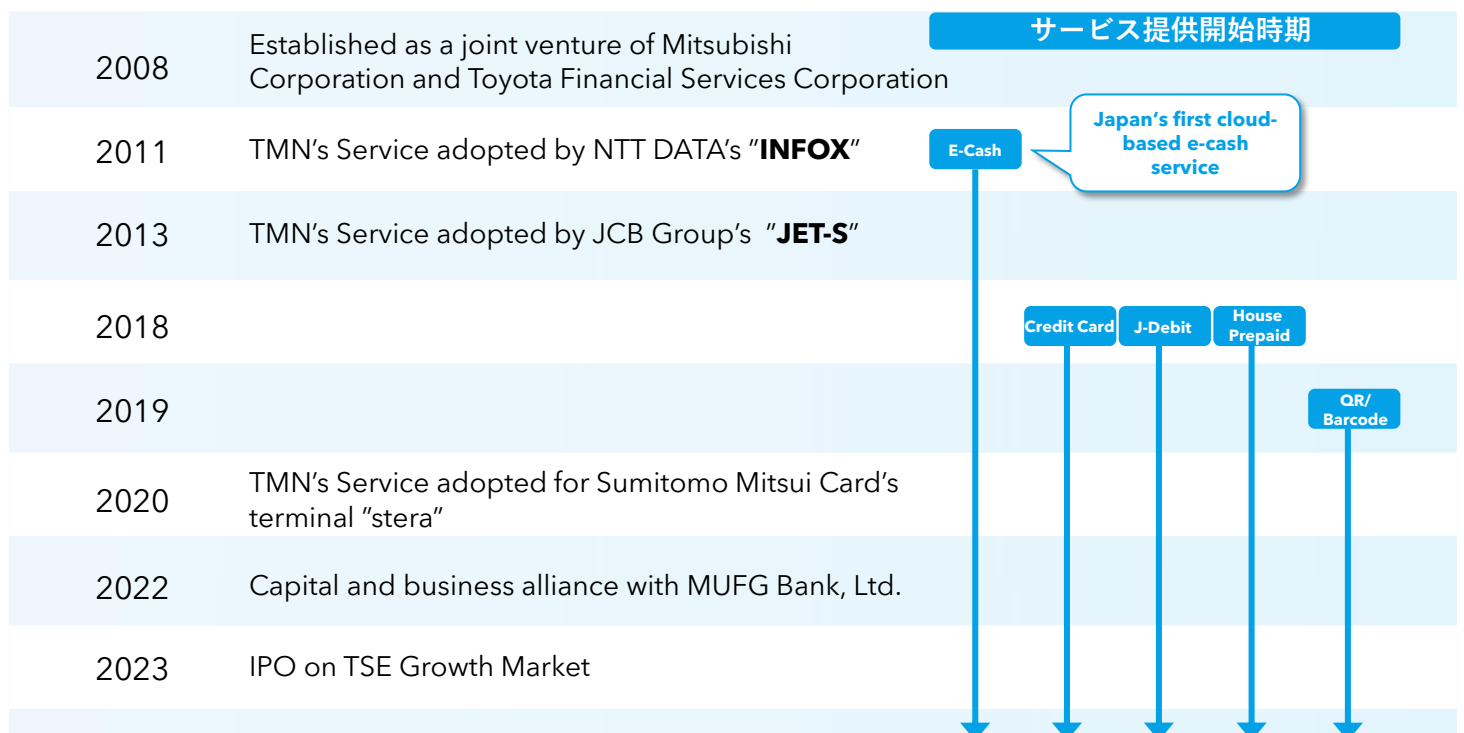 サービス提供開始時期
2008
Established as a joint venture of Mitsubishi
Corporation and Toyota Financial Services Corporation
2011
TMN's Service adopted by NTT DATA's "INFOX"
E-Cash
Japan's first cloud-
based e-cash
service
2013
TMN's Service adopted by JCB Group's "JET-S"
2018
Credit Card
J-Debit
House
Prepaid
2019
QR/
Barcode
2020
TMN's Service adopted for Sumitomo Mitsui Card's
terminal "stera"
2022
Capital and business alliance with MUFG Bank, Ltd.
2023
IPO on TSE Growth Market